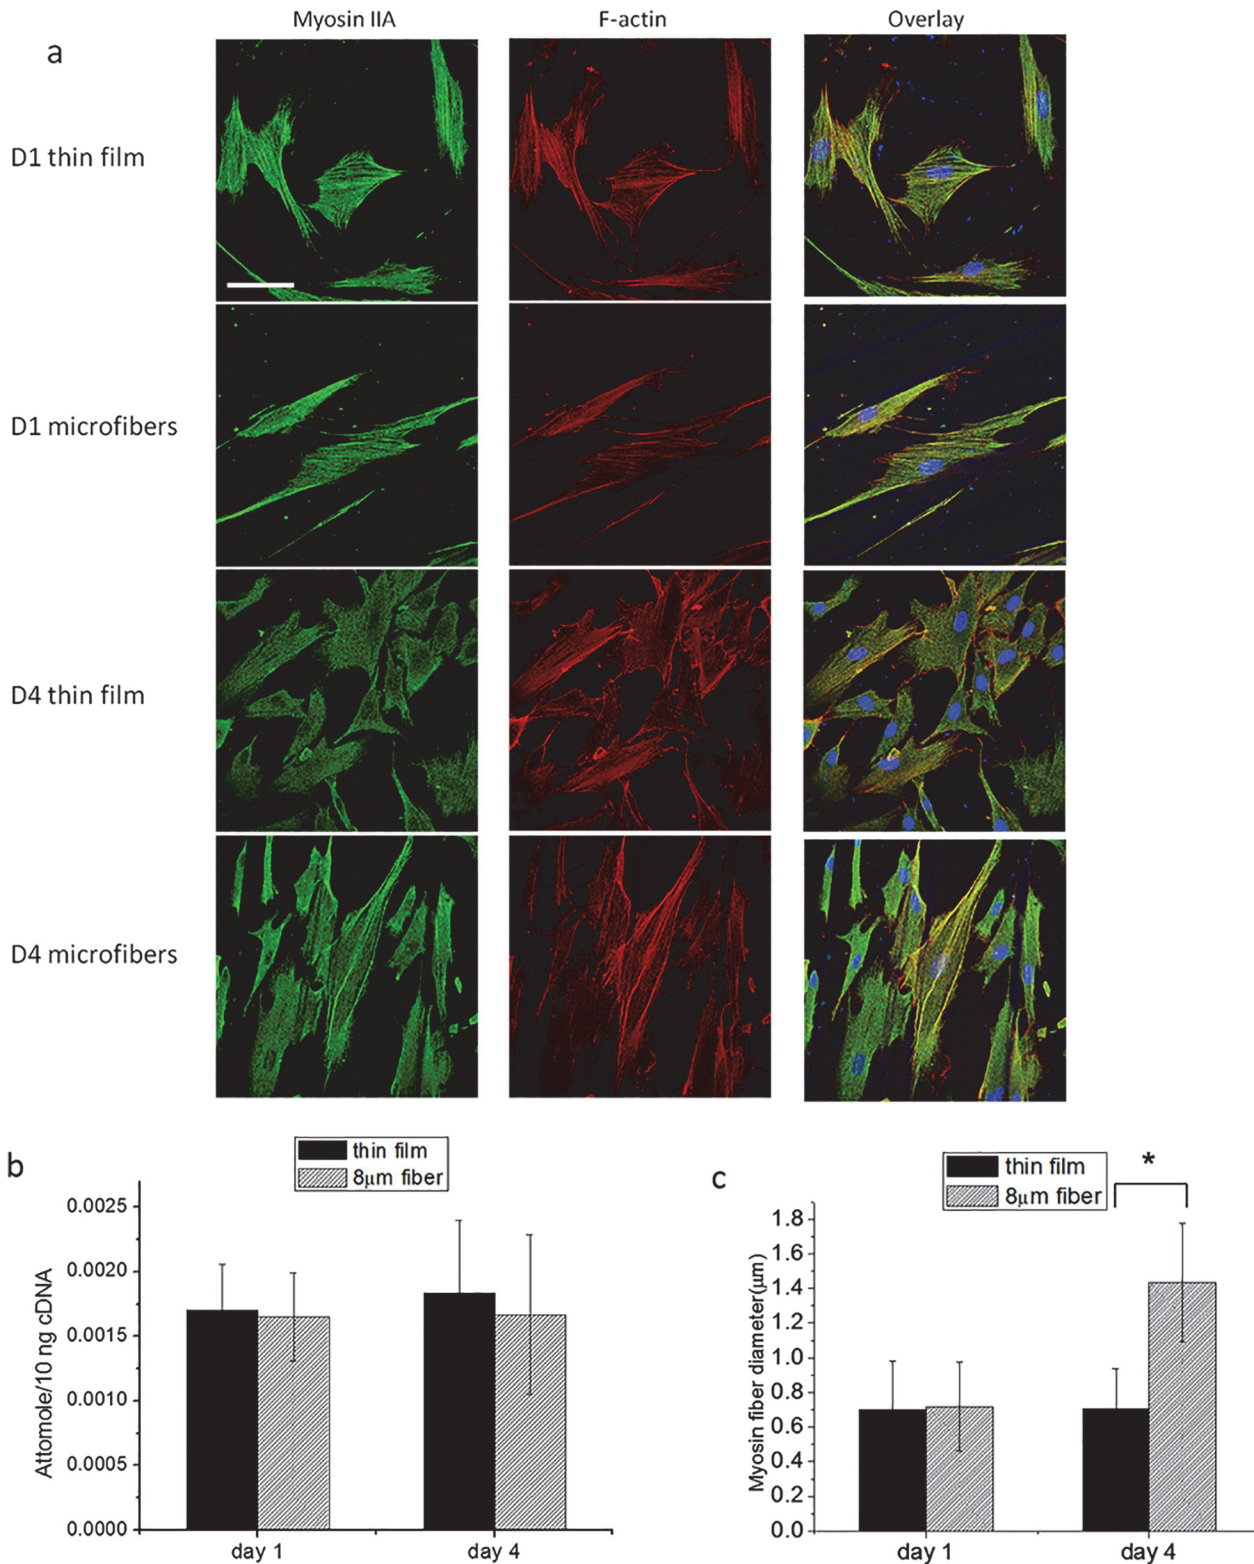 Myosin IIA F-actin Overlay
a
D1 thin film
D1 microfibers
D4 thin film
D4 microfibers
b
thin film
8μm fiber
Attomole/10 ng cDNA
0.0025
0.0020
0.0015
0.0010
0.0005
0.0000
day 1 day 4
c
thin film
8μm fiber
*
Myosin fiber diameter(μm)
1.8
1.6
1.4
1.2
1.0
0.8
0.6
0.4
0.2
0.0
day 1 day 4